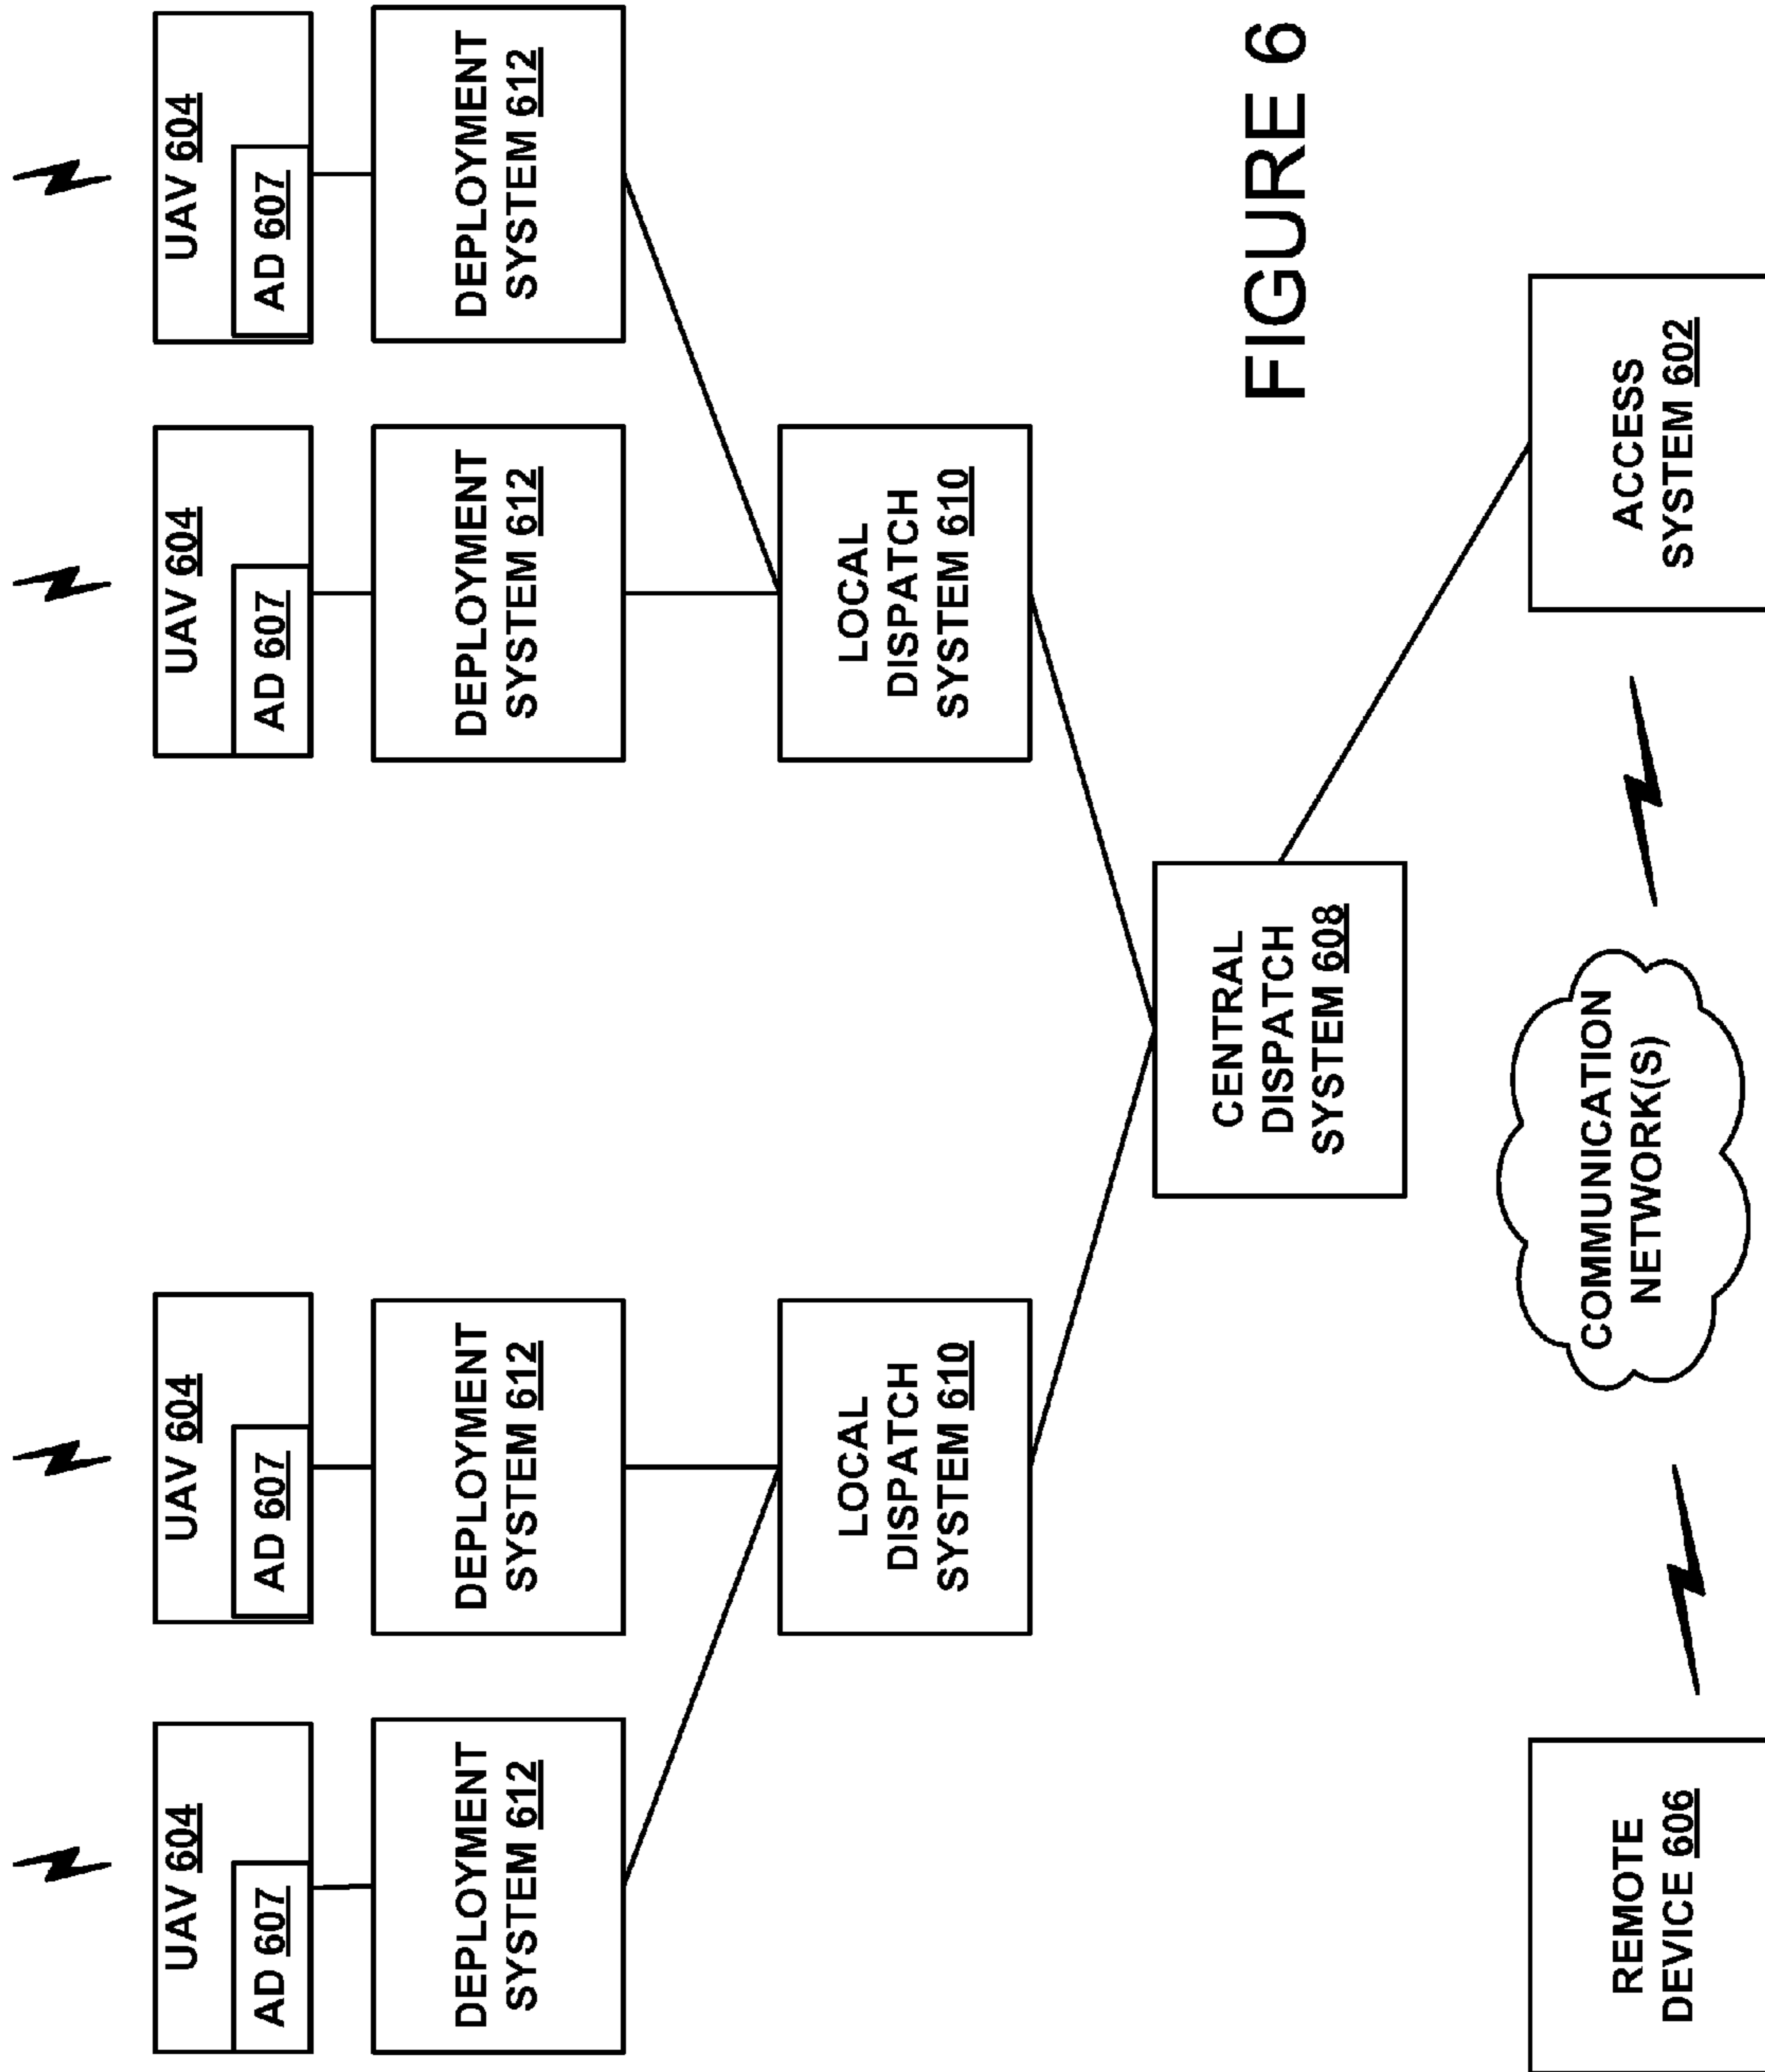 UAV 604
AD 607
UAV 604
AD 607
UAV 604
AD 607
UAV 604
AD 607
DEPLOYMENT
SYSTEM 612
DEPLOYMENT
SYSTEM 612
DEPLOYMENT
SYSTEM 612
DEPLOYMENT
SYSTEM 612
LOCAL
DISPATCH
SYSTEM 610
LOCAL
DISPATCH
SYSTEM 610
CENTRAL
DISPATCH
SYSTEM 608
FIGURE 6
REMOTE
DEVICE 606
COMMUNICATION
NETWORK(S)
ACCESS
SYSTEM 602